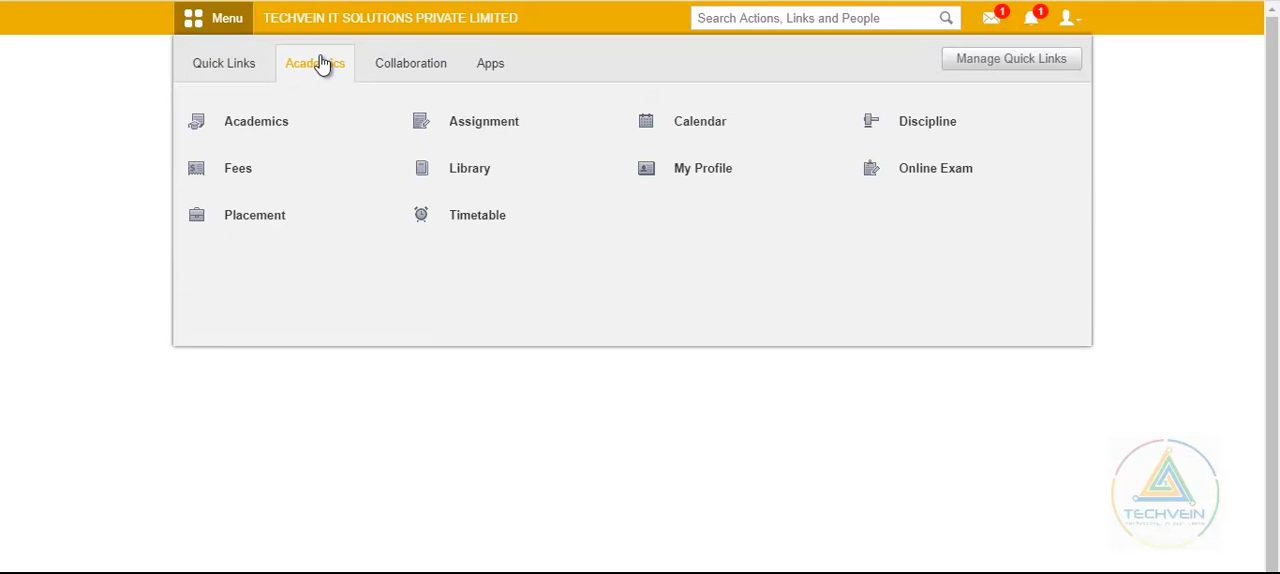 Menu TECHVEIN IT SOLUTIONS PRIVATE LIMITED Search Actions, Links and People 1 1
Quick Links Academics Collaboration Apps Manage Quick Links
Academics Assignment Calendar Discipline
Fees Library My Profile Online Exam
Placement Timetable
TECHVEIN